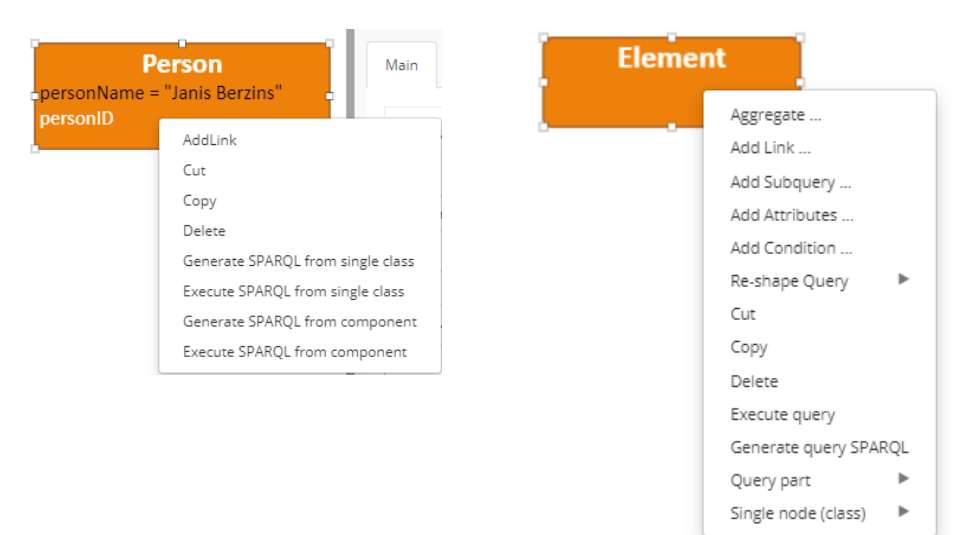 Person
personName = "Janis Berzins"
personID
Main
AddLink
Cut
Copy
Delete
Generate SPARQL from single class
Execute SPARQL from single class
Generate SPARQL from component
Execute SPARQL from component
Element
Aggregate ...
Add Link ...
Add Subquery ...
Add Attributes ...
Add Condition ...
Re-shape Query
Cut
Copy
Delete
Execute query
Generate query SPARQL
Query part
Single node (class)